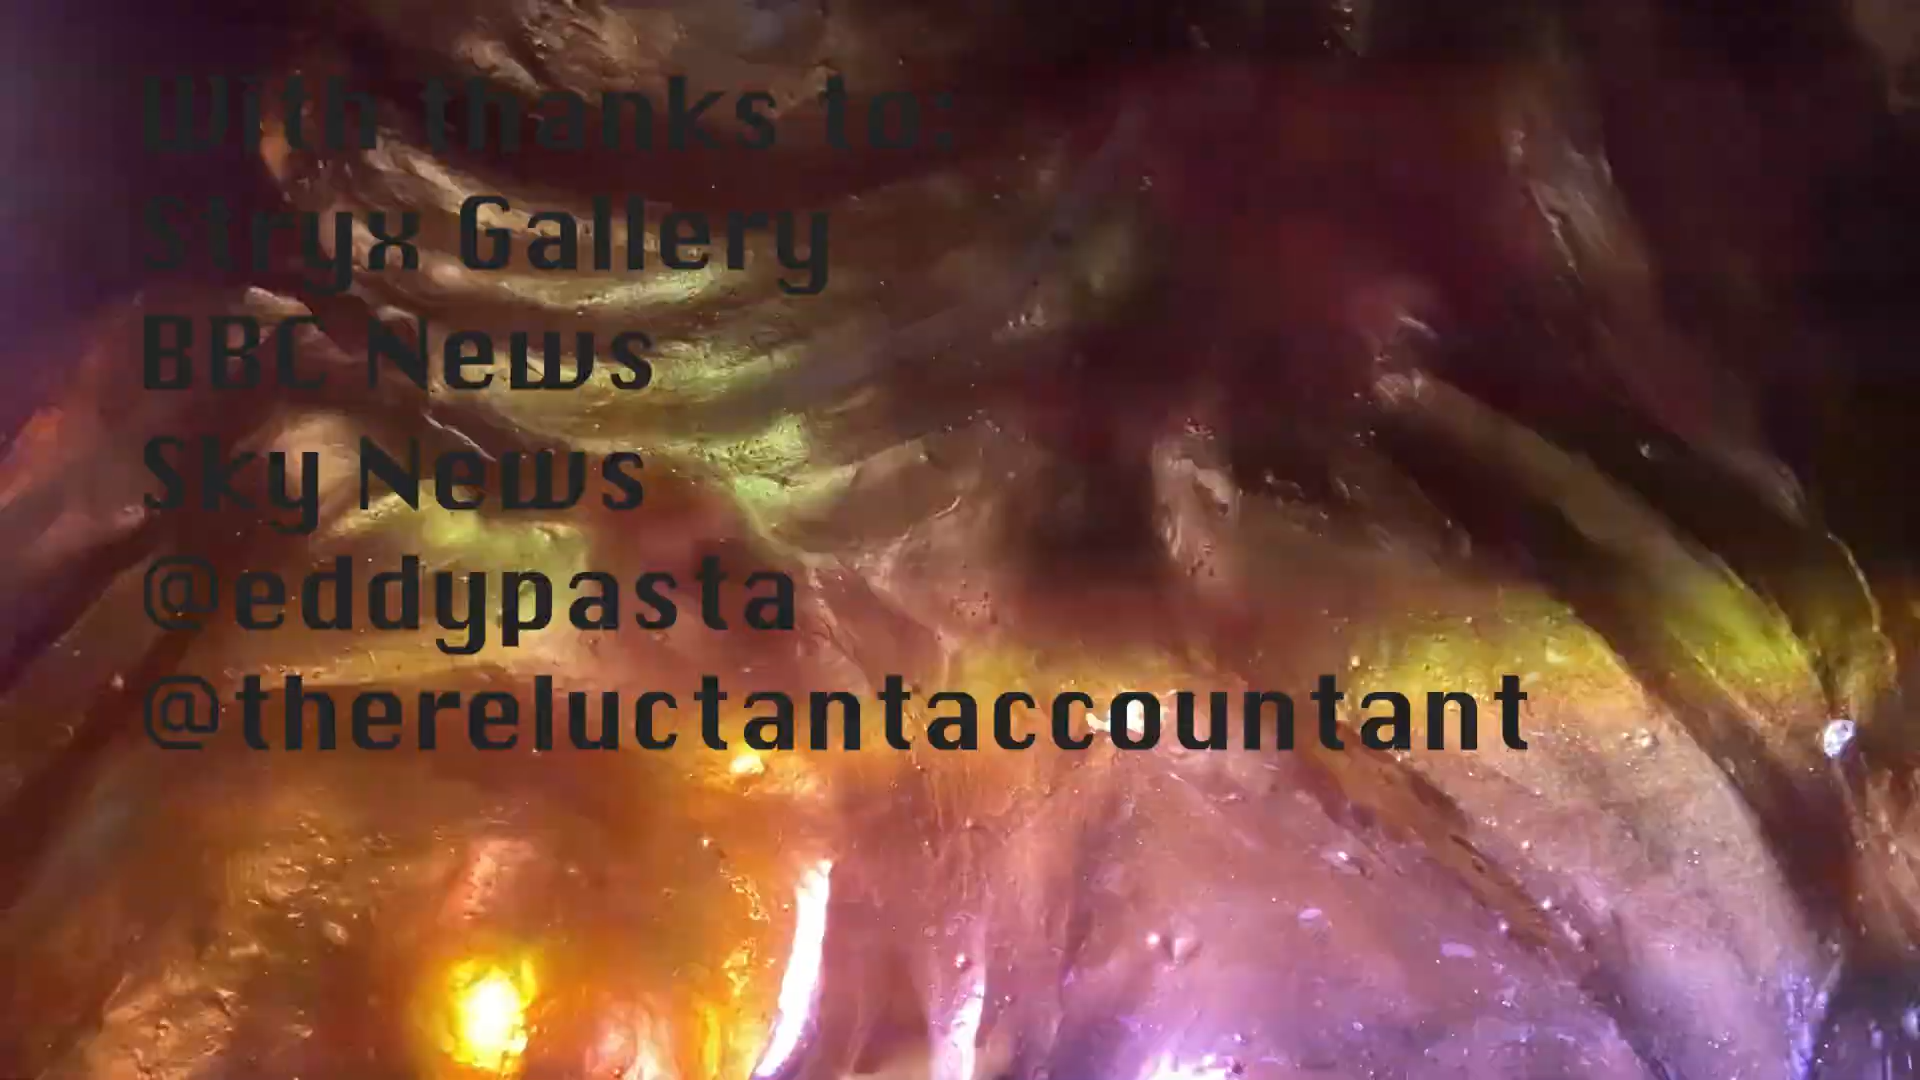 With thanks to:
Stryx Gallery
BBC News
Sky News
@eddypasta
@thereluctantaccountant